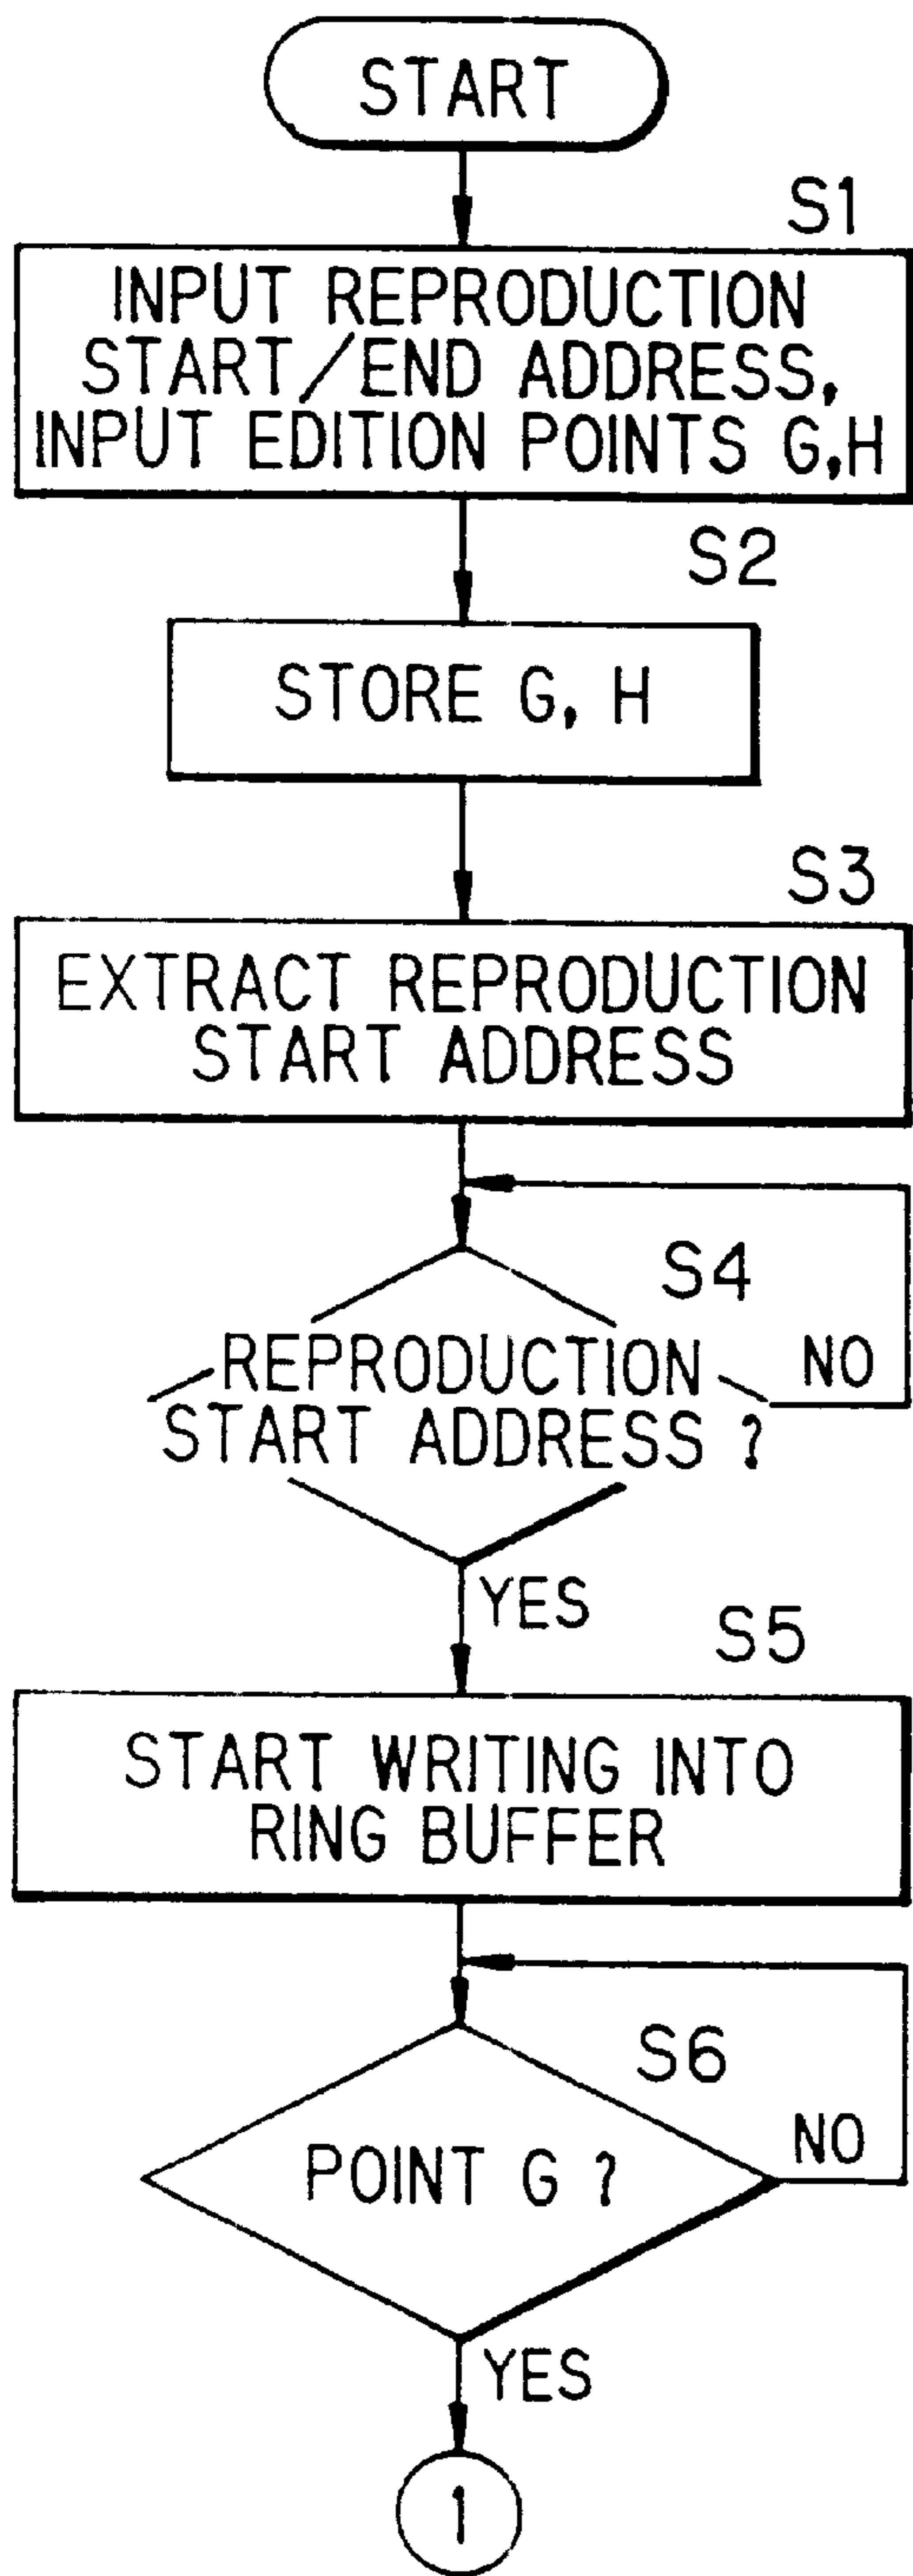 START
S1
INPUT REPRODUCTION
START/END ADDRESS,
INPUT EDITION POINTS G,H
S2
STORE G, H
S3
EXTRACT REPRODUCTION
START ADDRESS
S4
REPRODUCTION
START ADDRESS ?
NO
YES
S5
START WRITING INTO
RING BUFFER
S6
POINT G ?
NO
YES
1